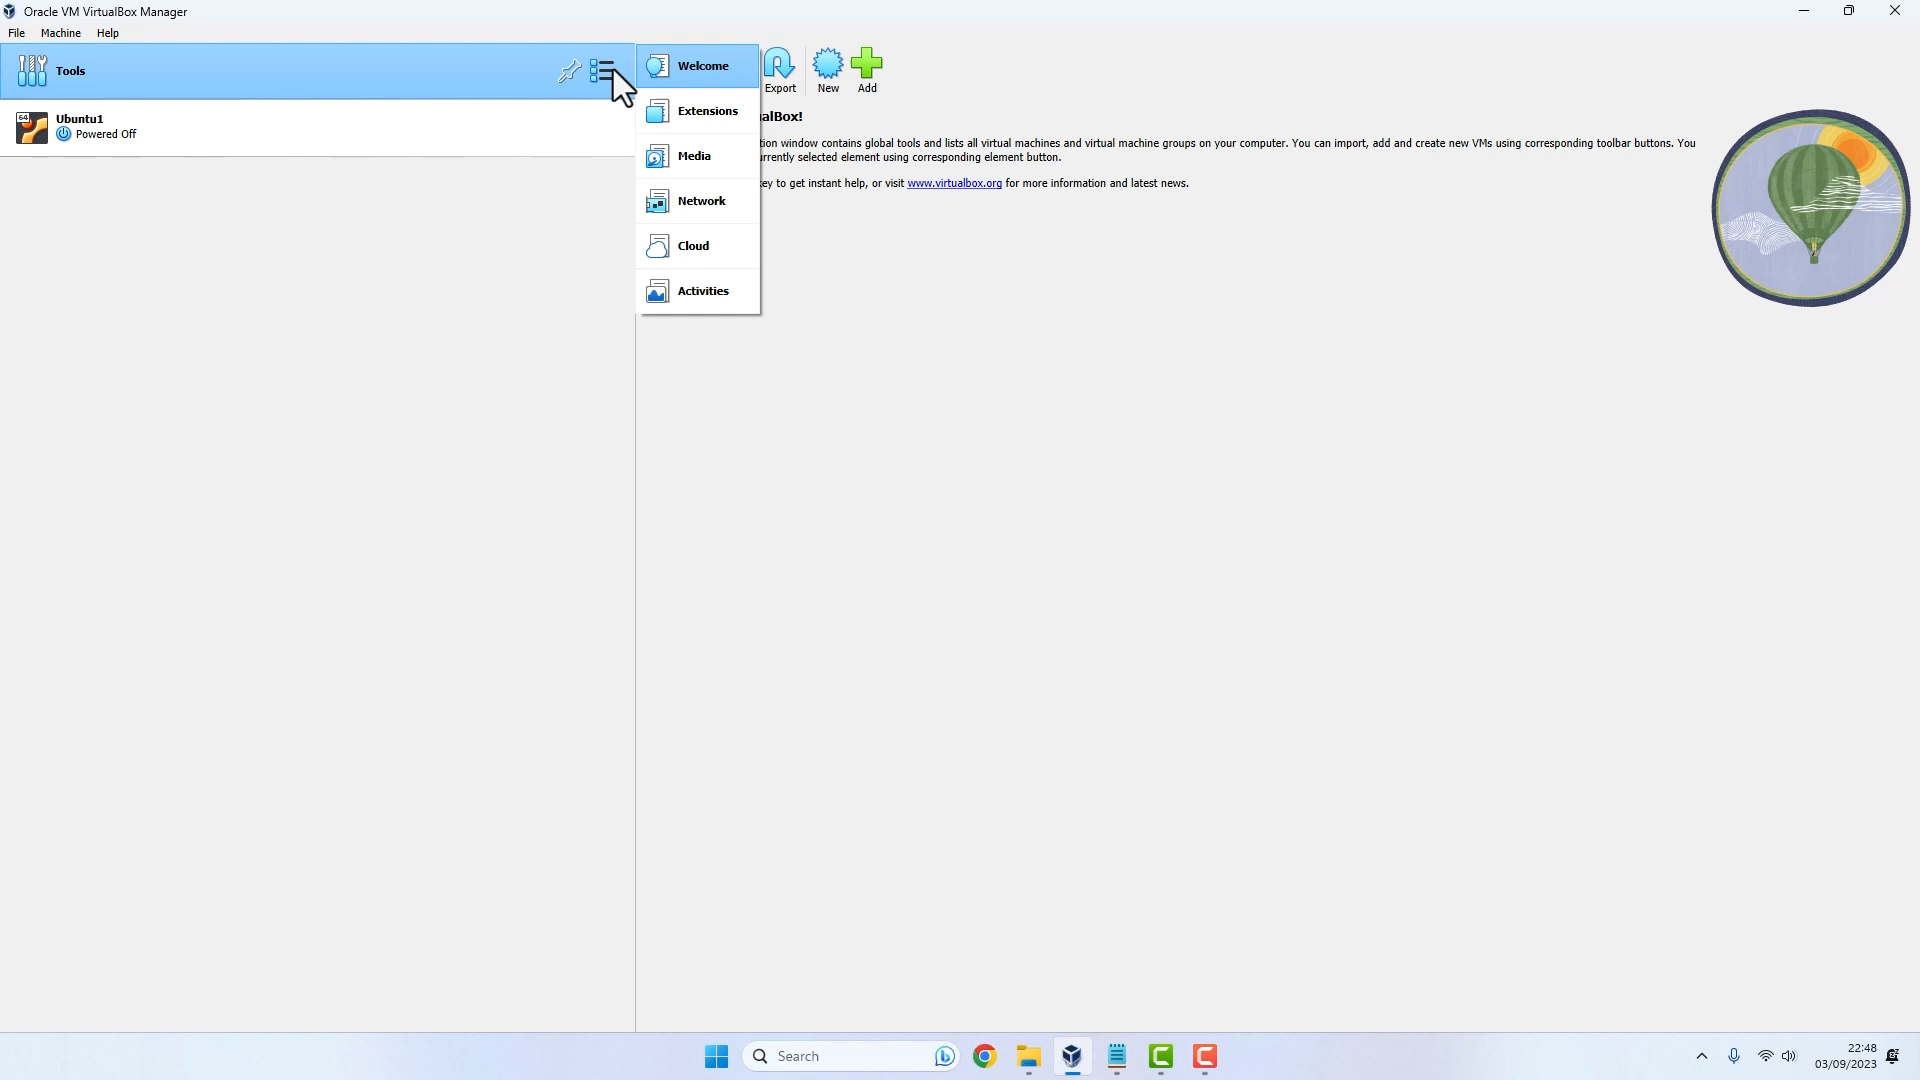 Oracle VM VirtualBox Manager
File Machine Help
Tools
Ubuntu1
64
Powered Off
Welcome
Extensions
Media
Network
Cloud
Activities
Export New Add
alBox!
tion window contains global tools and lists all virtual machines and virtual machine groups on your computer. You can import, add and create new VMs using corresponding toolbar buttons. You
urrently selected element using corresponding element button.
key to get instant help, or visit www.virtualbox.org for more information and latest news.
Search
22:48
03/09/2023